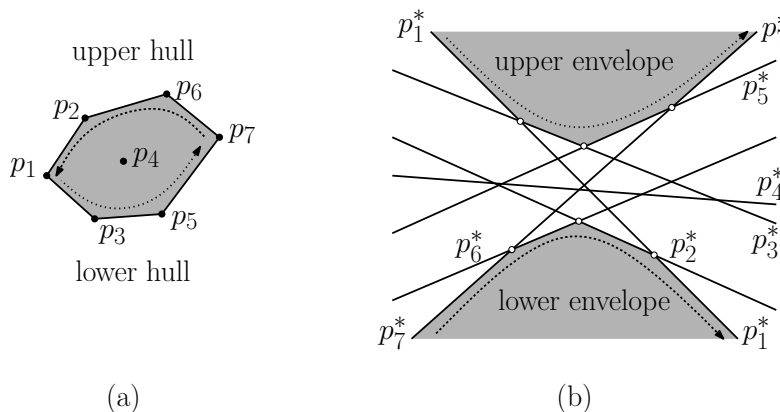 upper hull
p₆
p₂
p₇
p₄
p₁
p₅
p₃
lower hull
(a)
p₁*
upper envelope
p₅*
p₄*
p₃*
p₆*
p₂*
lower envelope
p₇*
p₁*
(b)